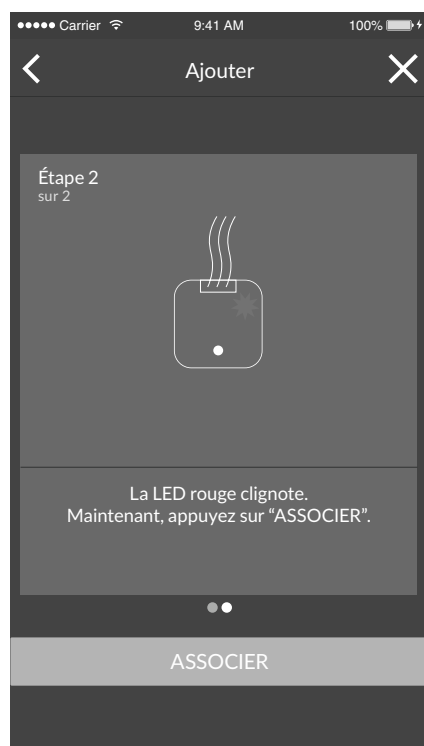 Carrier 9:41 AM 100%
Ajouter
Étape 2
sur 2
La LED rouge clignote.
Maintenant, appuyez sur “ASSOCIER”.
ASSOCIER